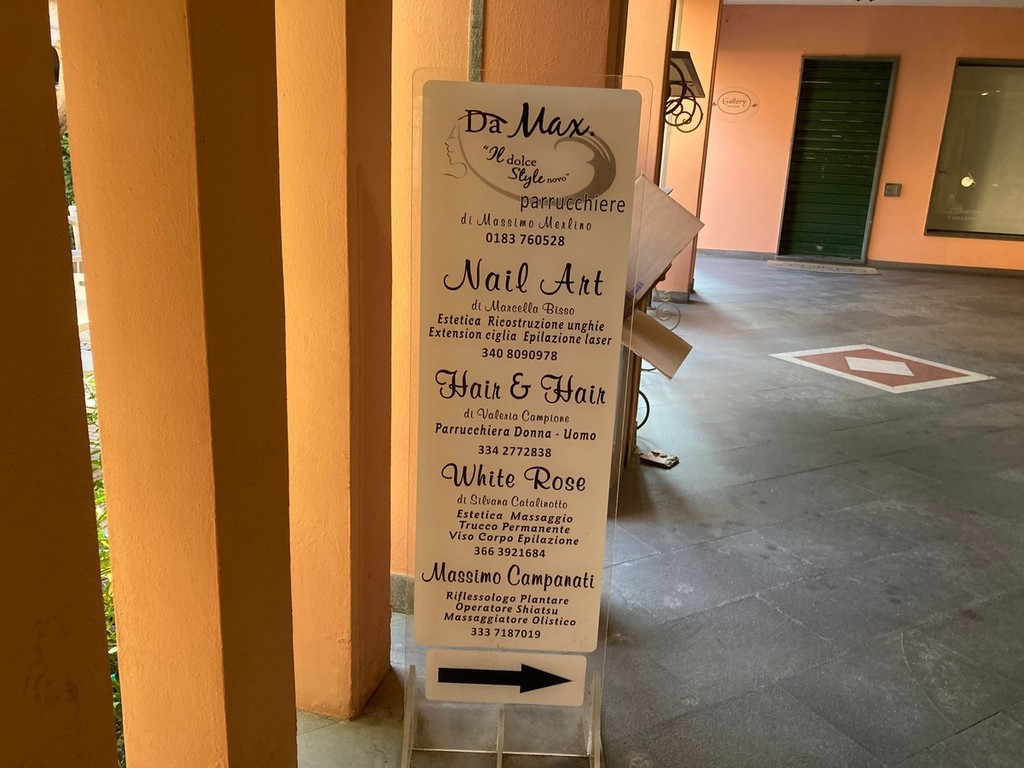 Da Max.
"Il dolce
Style novo"
parrucchiere
di Massimo Merlino
0183 760528
Nail Art
di Marcella Bisso
Estetica Ricostruzione unghie
Extension ciglia Epilazione laser
340 8090978
Hair & Hair
di Valeria Campione
Parrucchiera Donna - Uomo
334 2772838
White Rose
di Silvana Catalinotto
Estetica Massaggio
Trucco Permanente
Viso Corpo Epilazione
366 3921684
Massimo Campanati
Riflessologo Plantare
Operatore Shiatsu
Massaggiatore Olistico
333 7187019
Gallery